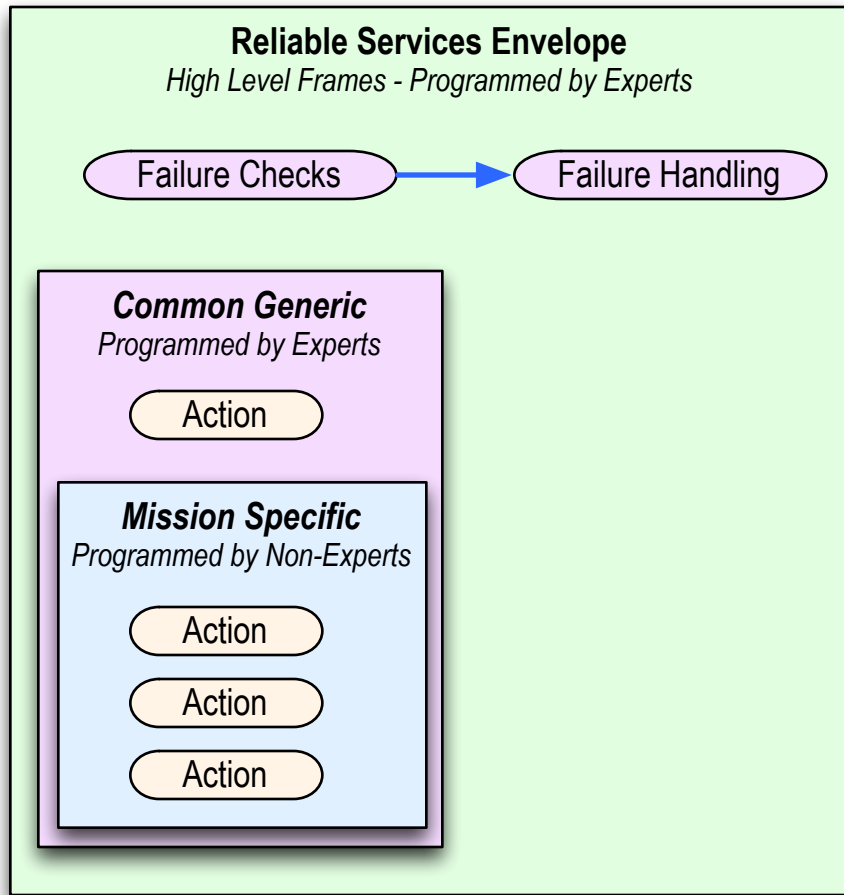 Reliable Services Envelope
High Level Frames - Programmed by Experts
Failure Checks
Failure Handling
Common Generic
Programmed by Experts
Action
Mission Specific
Programmed by Non-Experts
Action
Action
Action